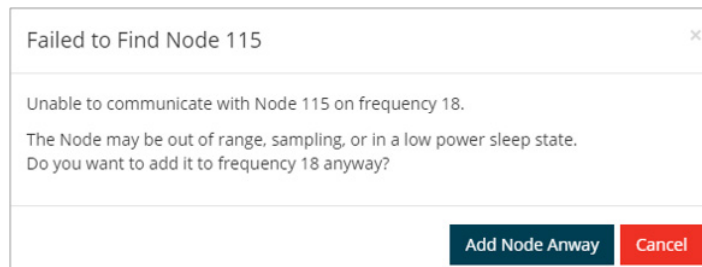 Failed to Find Node 115 ×
Unable to communicate with Node 115 on frequency 18.
The Node may be out of range, sampling, or in a low power sleep state.
Do you want to add it to frequency 18 anyway?
Add Node Anway Cancel